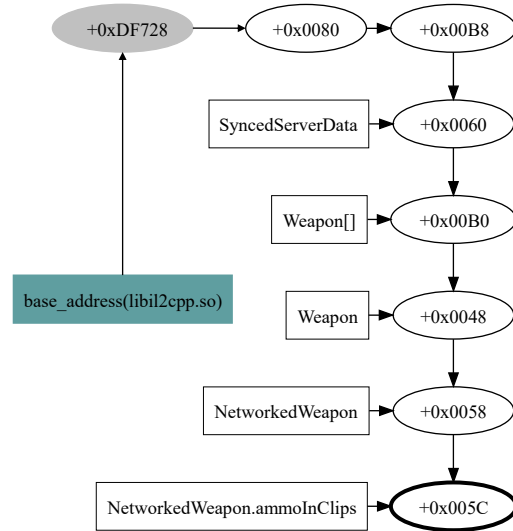 +0xDF728
+0x0080
+0x00B8
SyncedServerData
+0x0060
Weapon[]
+0x00B0
base_address(libil2cpp.so)
Weapon
+0x0048
NetworkedWeapon
+0x0058
NetworkedWeapon.ammoInClips
+0x005C